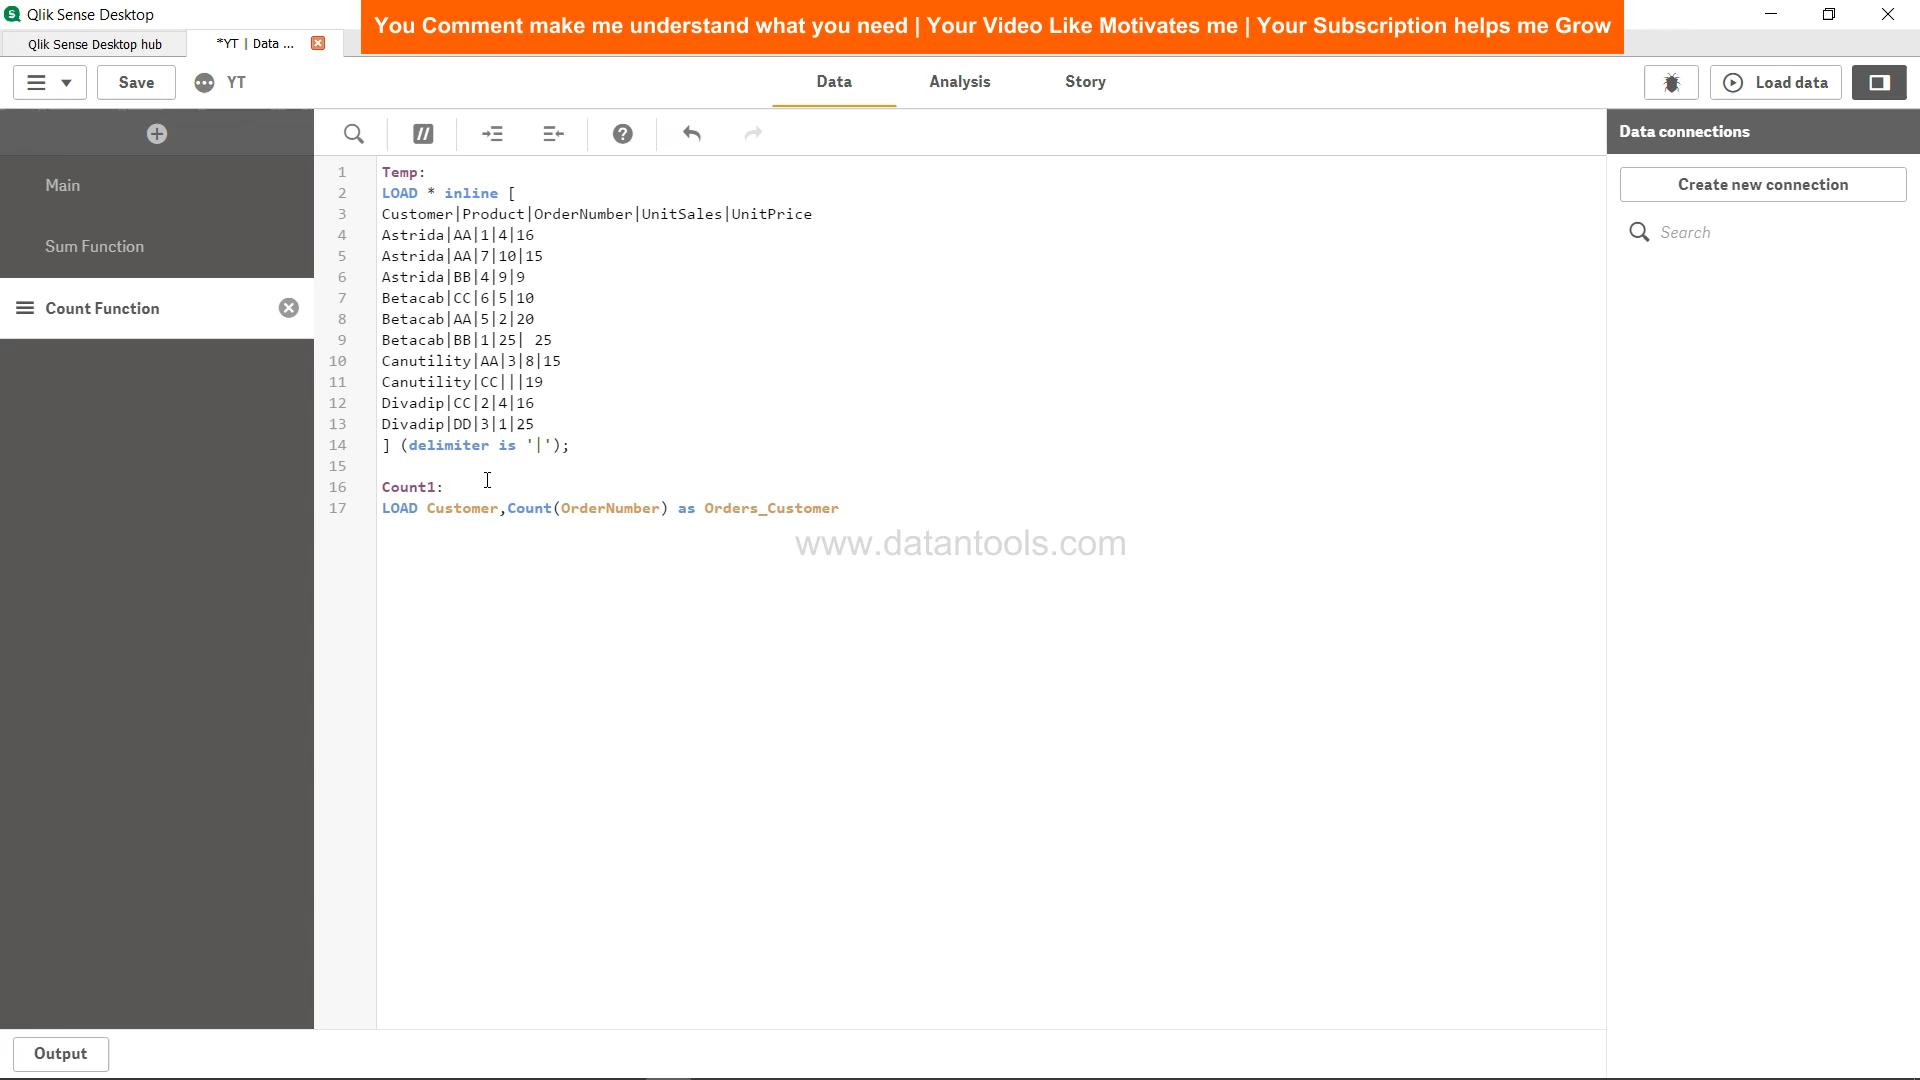 Qlik Sense Desktop
You Comment make me understand what you need | Your Video Like Motivates me | Your Subscription helps me Grow
Qlik Sense Desktop hub
*YT | Data ...
Save
YT
Data
Analysis
Story
Load data
Main
Sum Function
Count Function
1 Temp:
2 LOAD * inline [
3 Customer|Product|OrderNumber|UnitSales|UnitPrice
4 Astrida|AA|1|4|16
5 Astrida|AA|7|10|15
6 Astrida|BB|4|9|9
7 Betacab|CC|6|5|10
8 Betacab|AA|5|2|20
9 Betacab|BB|1|25| 25
10 Canutility|AA|3|8|15
11 Canutility|CC|||19
12 Divadip|CC|2|4|16
13 Divadip|DD|3|1|25
14 ] (delimiter is '|');
15
16 Count1:
17 LOAD Customer,Count(OrderNumber) as Orders_Customer
www.datantools.com
Data connections
Create new connection
Search
Output